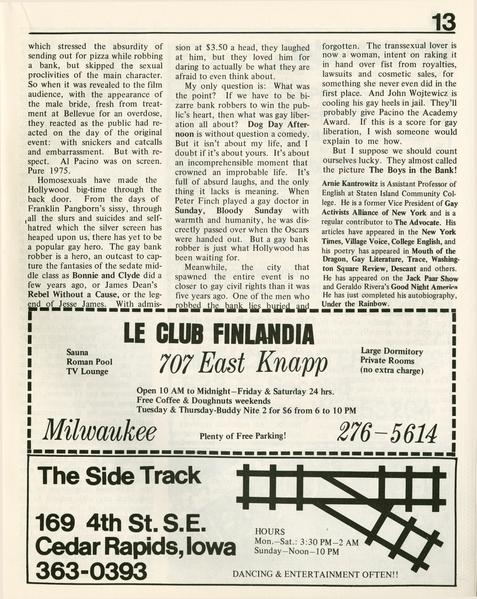 13
which stressed the absurdity of
sending out for pizza while robbing
a bank, but skipped the sexual
proclivities of the main character.
So when it was revealed to the film
audience, with the appearance of
the male bride, fresh from treat-
ment at Bellevue for an overdose,
they reacted as the public had re-
acted on the day of the original
event: with snickers and catcalls
and embarrassment. But with re-
spect. Al Pacino was on screen.
Pure 1975.
Homosexuals have made the
Hollywood big-time through the
back door. From the days of
Franklin Pangborn's sissy, through
all the slurs and suicides and self-
hatred which the silver screen has
heaped upon us, there has yet to be
a popular gay hero. The gay bank
robber is a hero, an outcast to cap-
ture the fantasies of the sedate mid-
dle class as Bonnie and Clyde did a
few years ago, or James Dean's
Rebel Without a Cause, or the leg-
end of Jesse James. With admis-
sion at $3.50 a head, they laughed
at him, but they loved him for
daring to actually be what they are
afraid to even think about.
My only question is: What was
the point? If we have to be bi-
zarre bank robbers to win the pub-
lic's heart, then what was gay liber-
ation all about? Dog Day After-
noon is without question a comedy.
But it isn't about my life, and I
doubt if it's about yours. It's about
an incomprehensible moment that
crowned an improbable life. It's
full of absurd laughs, and the only
thing it lacks is meaning. When
Peter Finch played a gay doctor in
Sunday, Bloody Sunday with
warmth and humanity, he was dis-
creetly passed over when the Oscars
were handed out. But a gay bank
robber is just what Hollywood has
been waiting for.
Meanwhile, the city that
spawned the entire event is no
closer to gay civil rights than it was
five years ago. One of the men who
robbed the bank lies buried and
forgotten. The transsexual lover is
now a woman, intent on raking it
in hand over fist from royalties,
lawsuits and cosmetic sales, for
something she never even did in the
first place. And John Wojtewicz is
cooling his gay heels in jail. They'll
probably give Pacino the Academy
Award. If this is a score for gay
liberation, I wish someone would
explain to me how.
But I suppose we should count
ourselves lucky. They almost called
the picture The Boys in the Bank!
Arnie Kantrowitz is Assistant Professor of
English at Staten Island Community Col-
lege. He is a former Vice President of Gay
Activists Alliance of New York and is a
regular contributor to The Advocate. His
articles have appeared in the New York
Times, Village Voice, College English, and
his poetry has appeared in Mouth of the
Dragon, Gay Literature, Trace, Washing-
ton Square Review, Descant and others.
He has appeared on the Jack Paar Show
and Geraldo Rivera's Good Night America
He has just completed his autobiography,
Under the Rainbow.
LE CLUB FINLANDIA
Sauna
Roman Pool
TV Lounge
707 East Knapp
Large Dormitory
Private Rooms
(no extra charge)
Open 10 AM to Midnight—Friday & Saturday 24 hrs.
Free Coffee & Doughnuts weekends
Tuesday & Thursday-Buddy Nite 2 for $6 from 6 to 10 PM
Milwaukee
Plenty of Free Parking!
276-5614
The Side Track
169 4th St. S.E.
Cedar Rapids, Iowa
363-0393
HOURS
Mon.—Sat.: 3:30 PM—2 AM
Sunday—Noon—10 PM
DANCING & ENTERTAINMENT OFTEN!!